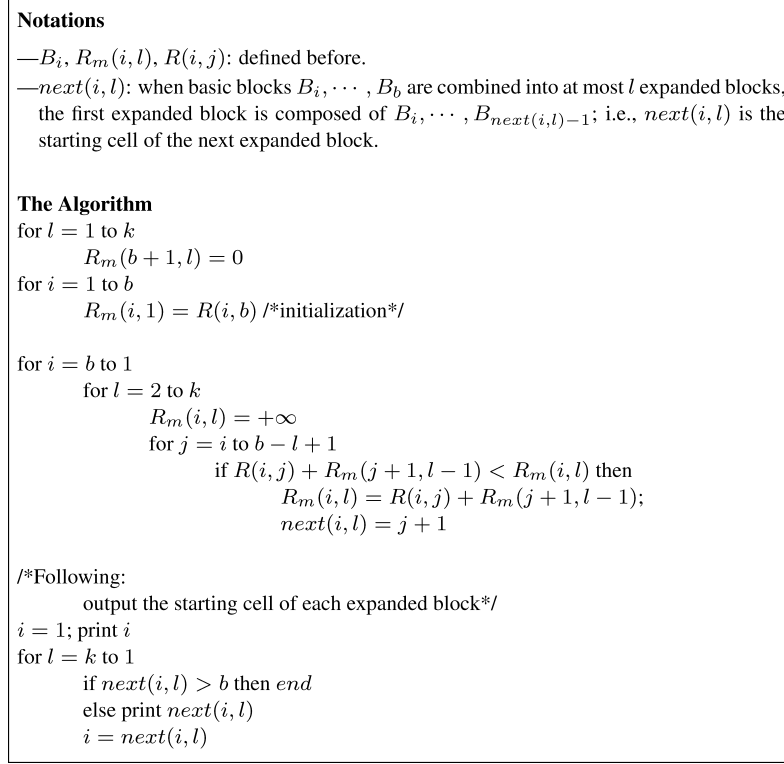 Notations
—B_i, R_m(i, l), R(i, j): defined before.
—next(i, l): when basic blocks B_i, ··· , B_b are combined into at most l expanded blocks,
the first expanded block is composed of B_i, ··· , B_{next(i,l)−1}; i.e., next(i, l) is the
starting cell of the next expanded block.
The Algorithm
for l = 1 to k
R_m(b + 1, l) = 0
for i = 1 to b
R_m(i, 1) = R(i, b) /*initialization*/
for i = b to 1
for l = 2 to k
R_m(i, l) = +∞
for j = i to b − l + 1
if R(i, j) + R_m(j + 1, l − 1) < R_m(i, l) then
R_m(i, l) = R(i, j) + R_m(j + 1, l − 1);
next(i, l) = j + 1
/*Following:
output the starting cell of each expanded block*/
i = 1; print i
for l = k to 1
if next(i, l) > b then end
else print next(i, l)
i = next(i, l)